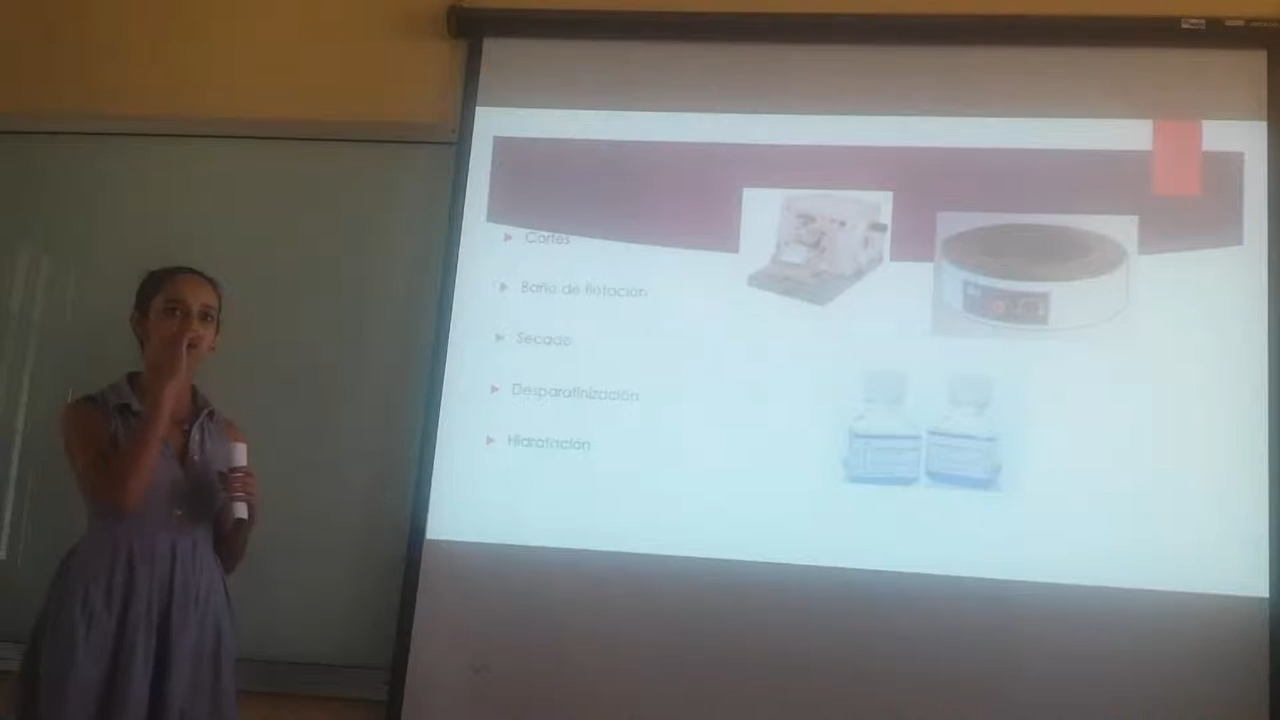 Cortes
Baño de flotación
Secado
Desparafinización
Hidratación